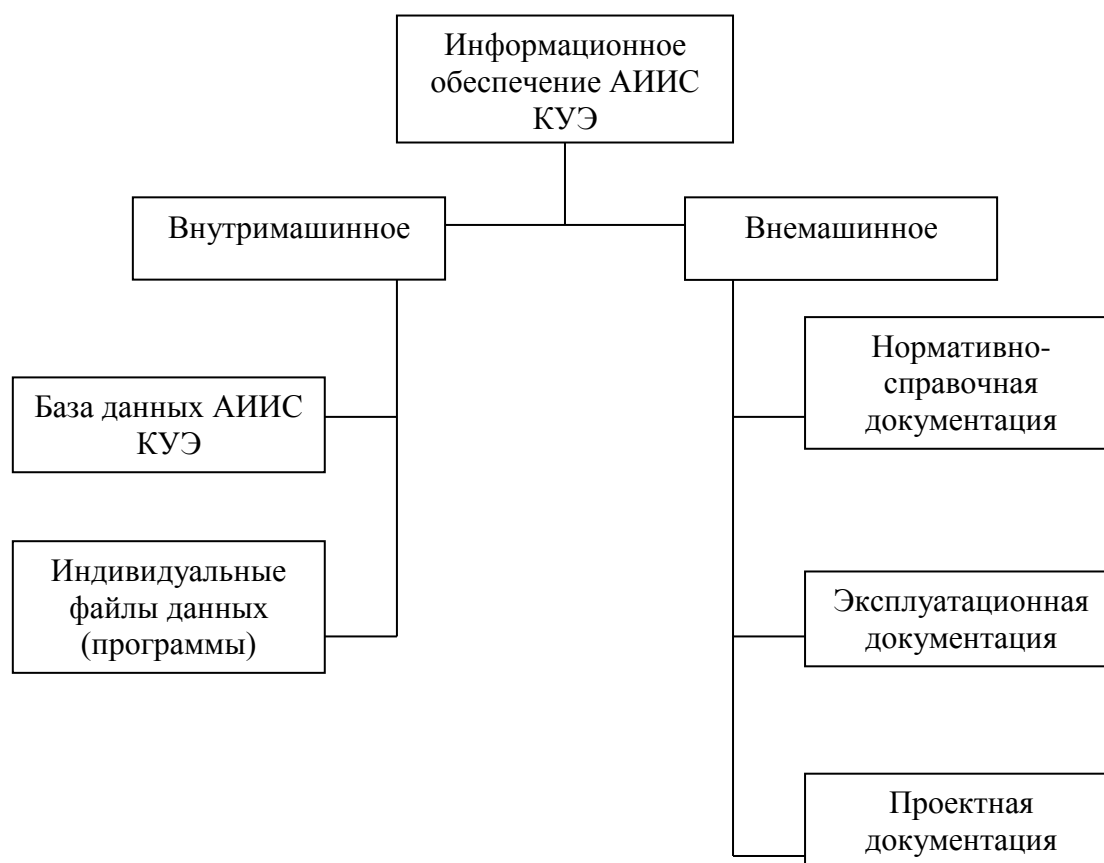 Информационное
обеспечение АИИС
КУЭ
Внутримашинное
Внемашинное
База данных АИИС
КУЭ
Индивидуальные
файлы данных
(программы)
Нормативно-
справочная
документация
Эксплуатационная
документация
Проектная
документация